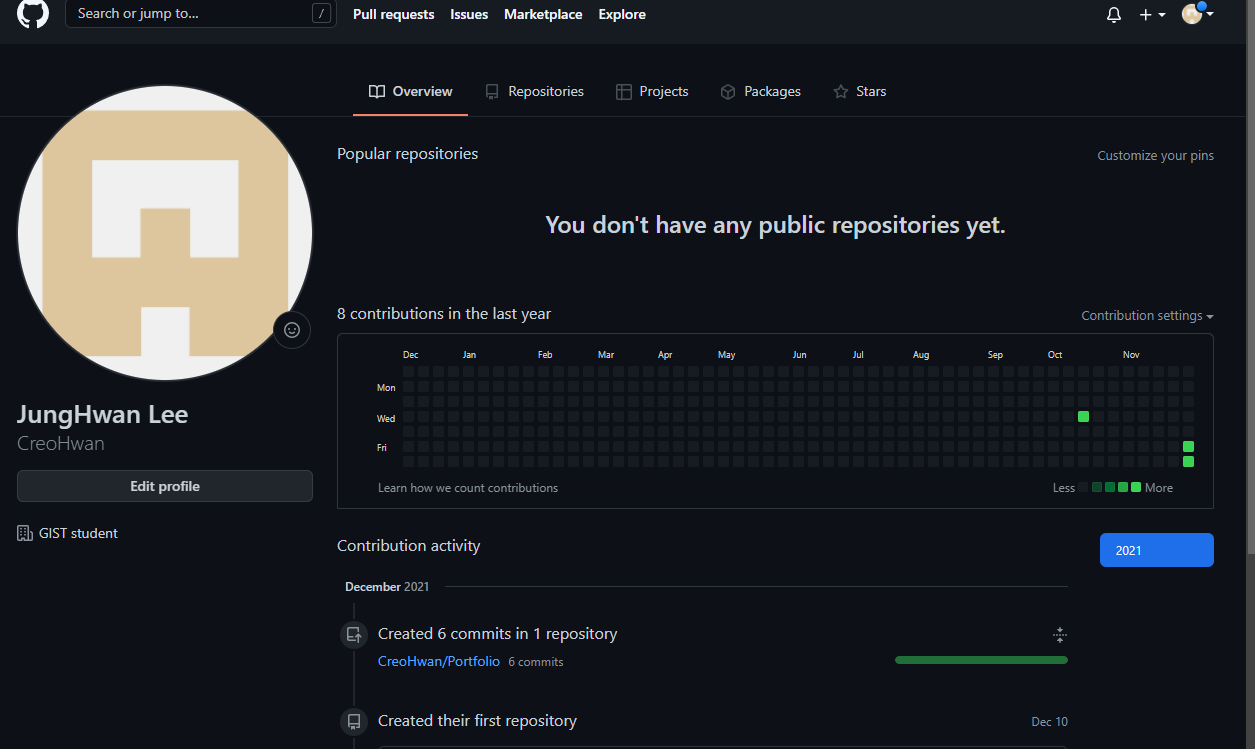 Search or jump to... /
Pull requests Issues Marketplace Explore
Overview Repositories Projects Packages Stars
Popular repositories
Customize your pins
You don't have any public repositories yet.
8 contributions in the last year
Contribution settings
Dec Jan Feb Mar Apr May Jun Jul Aug Sep Oct Nov
Mon
Wed
Fri
Learn how we count contributions
Less More
JungHwan Lee
CreoHwan
Edit profile
GIST student
Contribution activity
2021
December 2021
Created 6 commits in 1 repository
CreoHwan/Portfolio 6 commits
Created their first repository
Dec 10